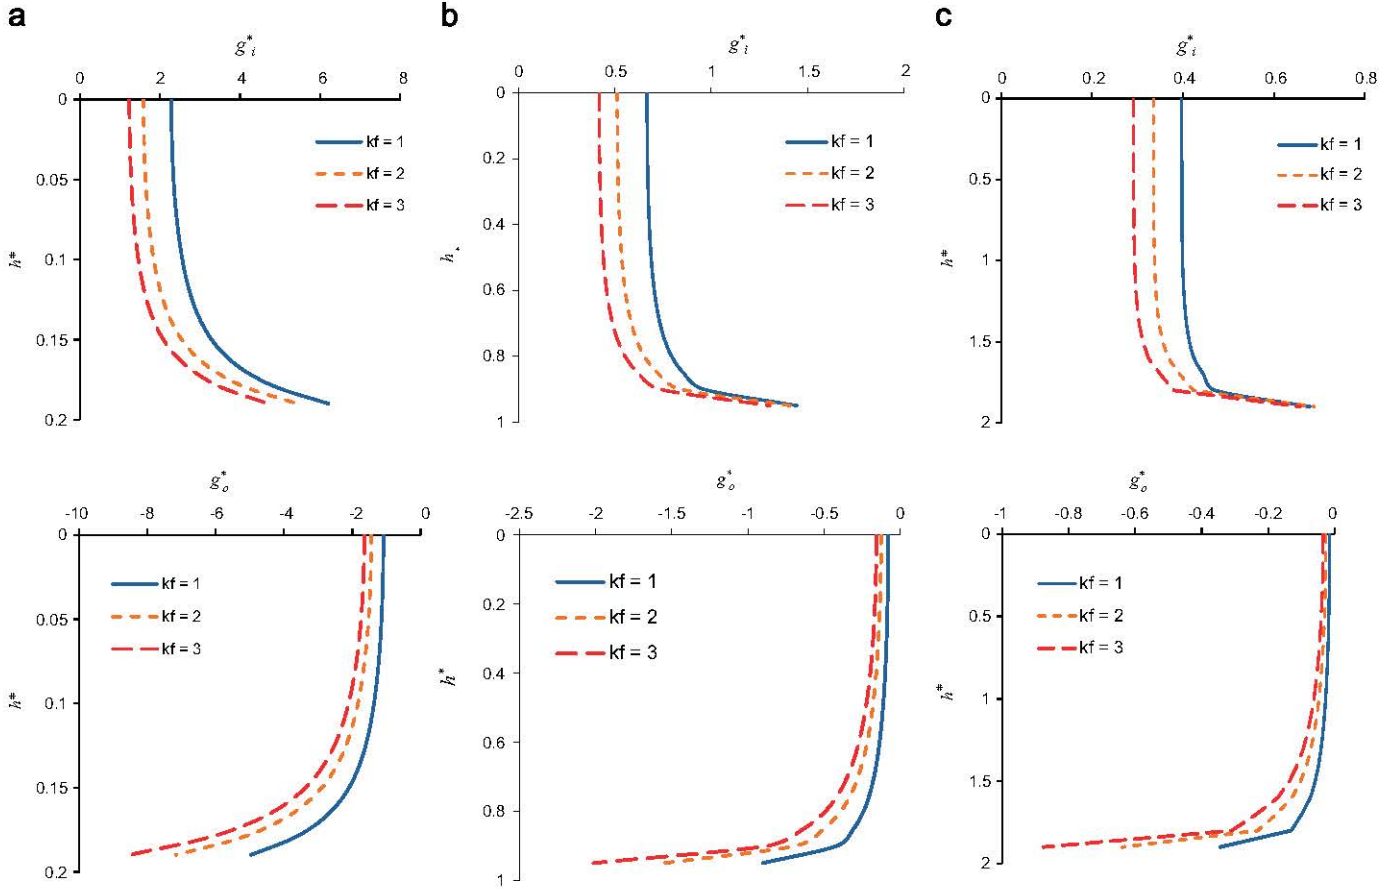 a
b
c
g*i
g*i
g*i
0 2 4 6 8
0 0.5 1 1.5 2
0 0.2 0.4 0.6 0.8
0
0.05
0.1
0.15
0.2
h*
kf = 1
kf = 2
kf = 3
0
0.2
0.4
0.6
0.8
1
h*
kf = 1
kf = 2
kf = 3
0
0.5
1
1.5
2
h*
kf = 1
kf = 2
kf = 3
g*o
g*o
g*o
-10 -8 -6 -4 -2 0
-2.5 -2 -1.5 -1 -0.5 0
-1 -0.8 -0.6 -0.4 -0.2 0
0
0.05
0.1
0.15
0.2
h*
kf = 1
kf = 2
kf = 3
0
0.2
0.4
0.6
0.8
1
h*
kf = 1
kf = 2
kf = 3
0
0.5
1
1.5
2
h*
kf = 1
kf = 2
kf = 3